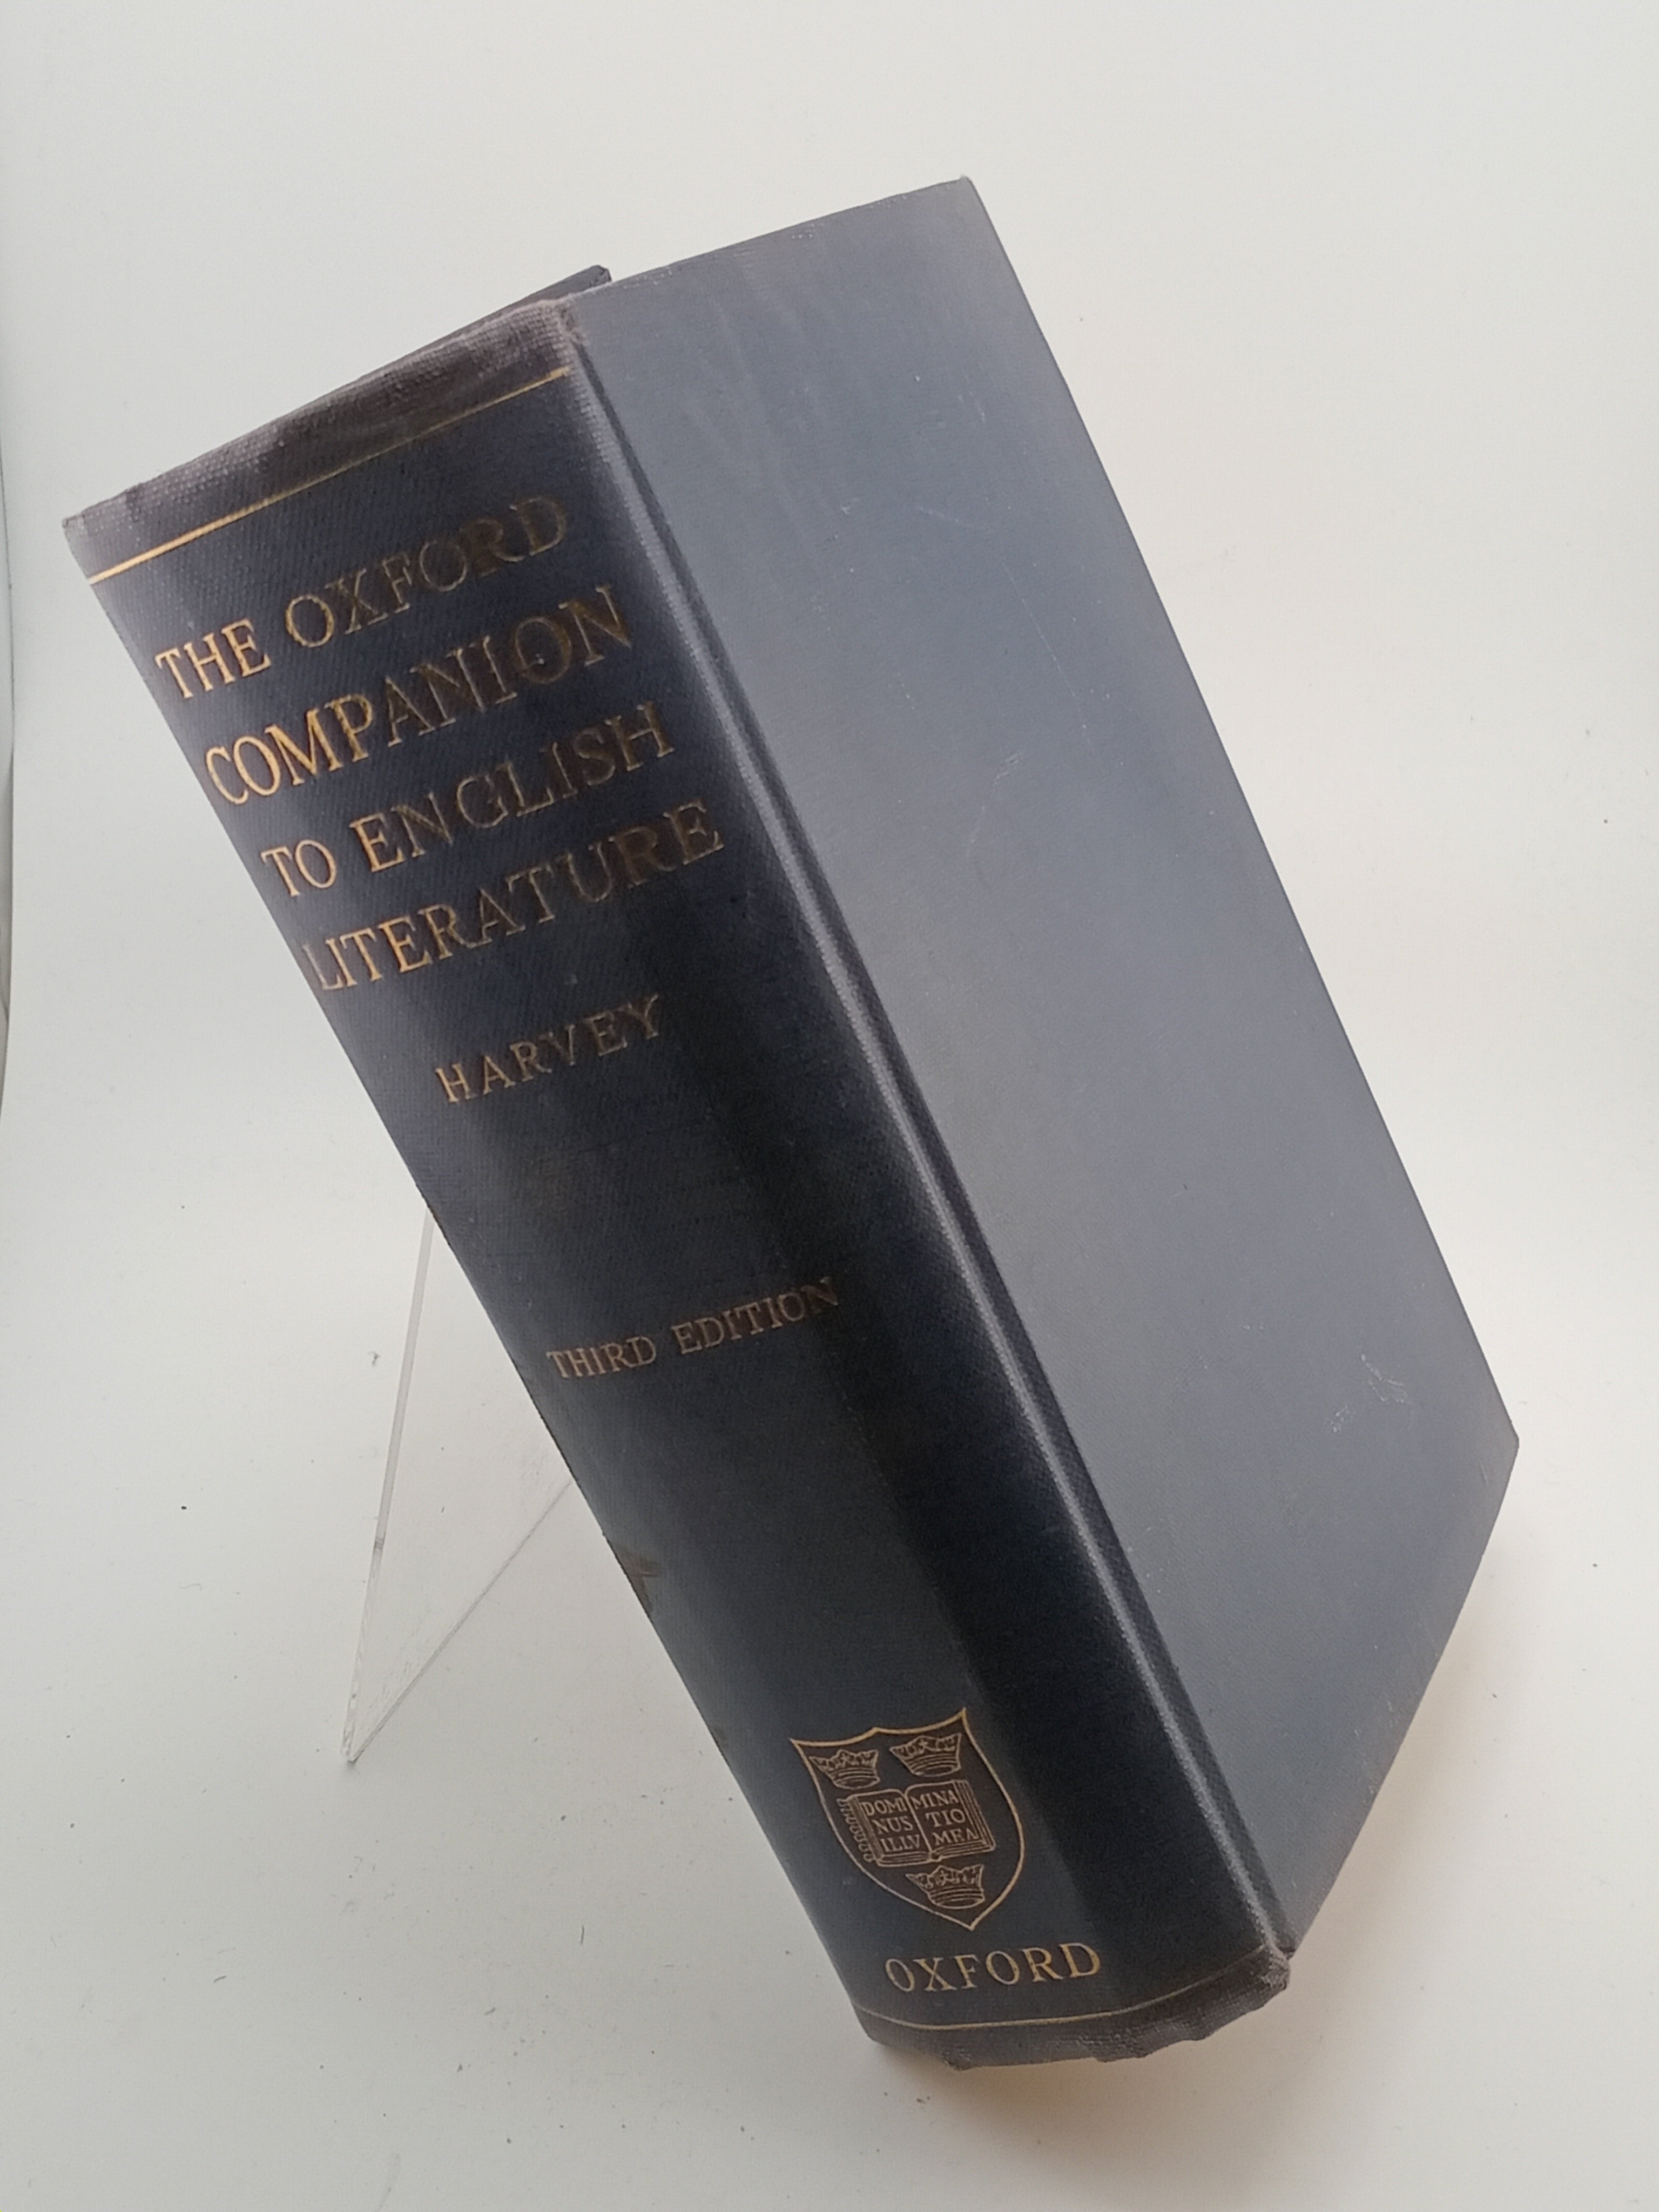 THE OXFORD
COMPANION
TO ENGLISH
LITERATURE
HARVEY
THIRD EDITION
DOMI MINA
NUS TIO
ILLV MEA
OXFORD